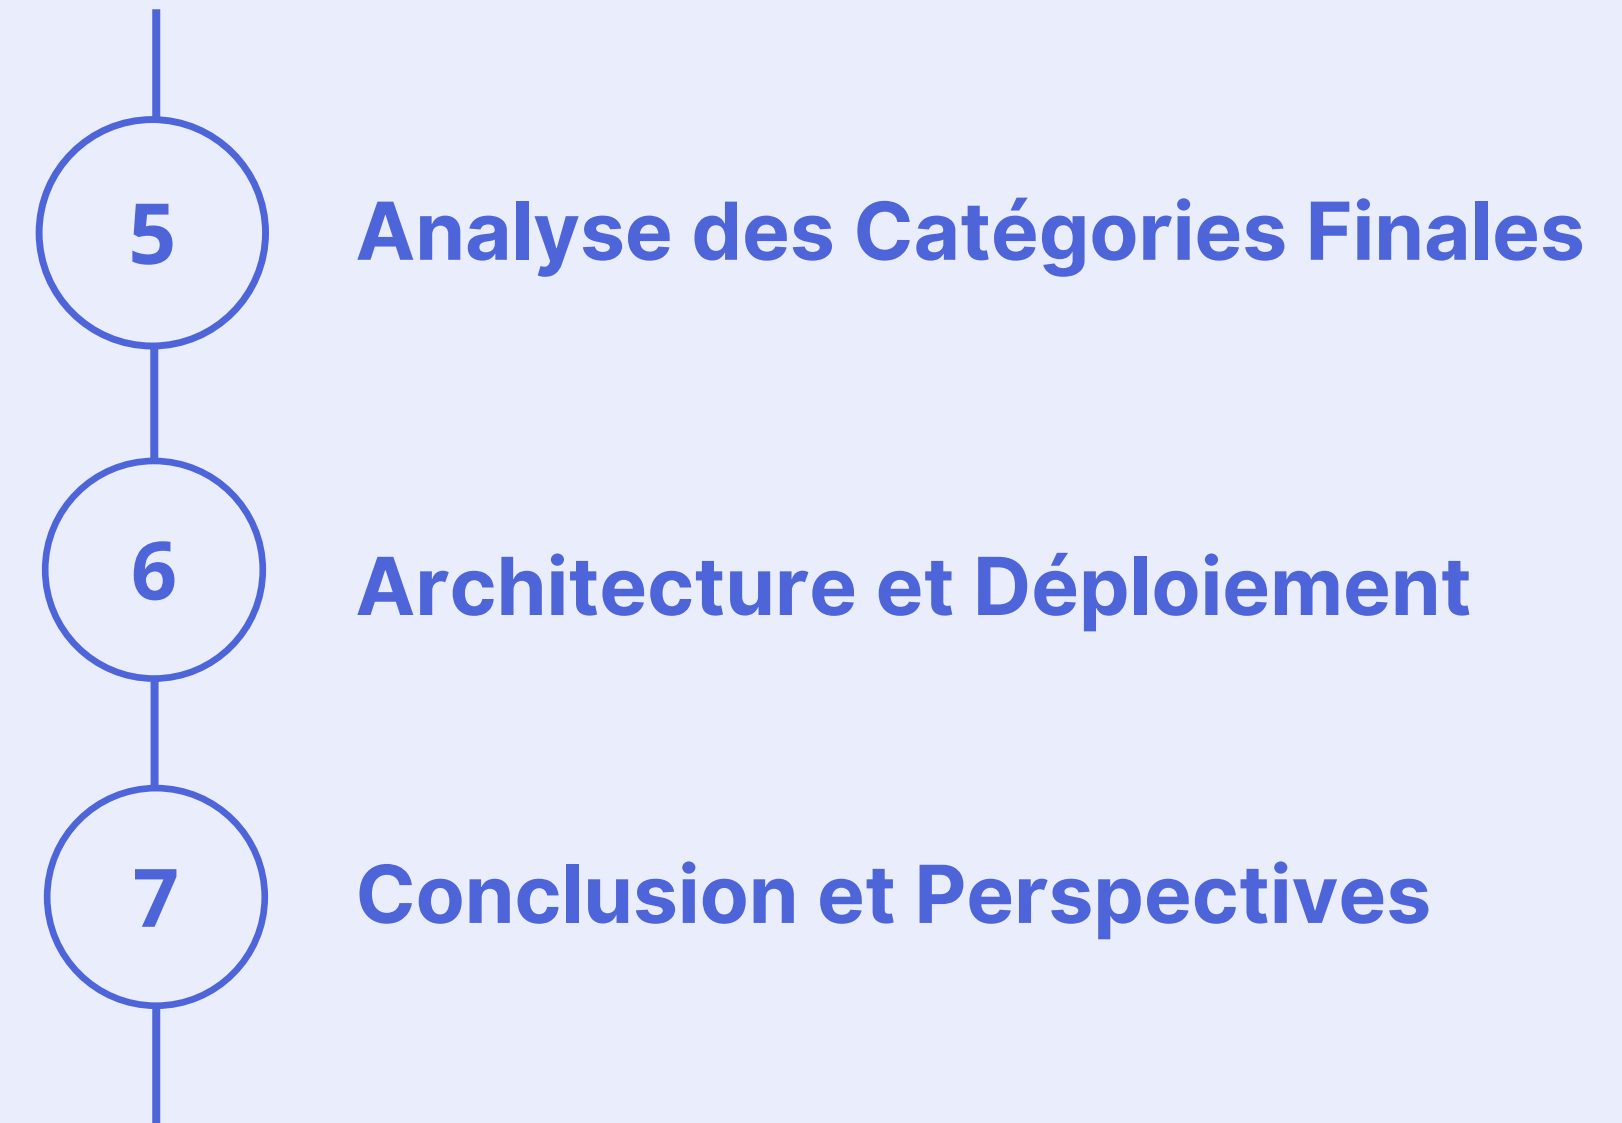 5 Analyse des Catégories Finales
6 Architecture et Déploiement
7 Conclusion et Perspectives